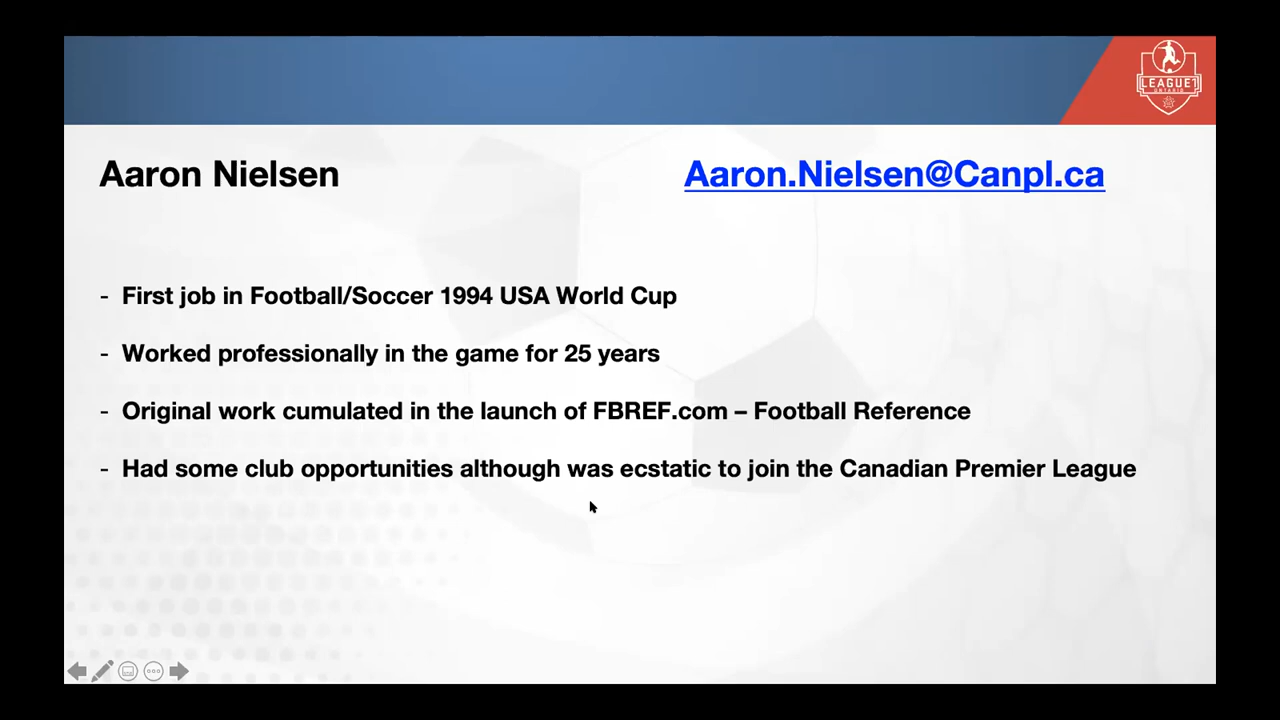 LEAGUE1
ONTARIO
Aaron Nielsen
Aaron.Nielsen@Canpl.ca
- First job in Football/Soccer 1994 USA World Cup
- Worked professionally in the game for 25 years
- Original work cumulated in the launch of FBREF.com – Football Reference
- Had some club opportunities although was ecstatic to join the Canadian Premier League